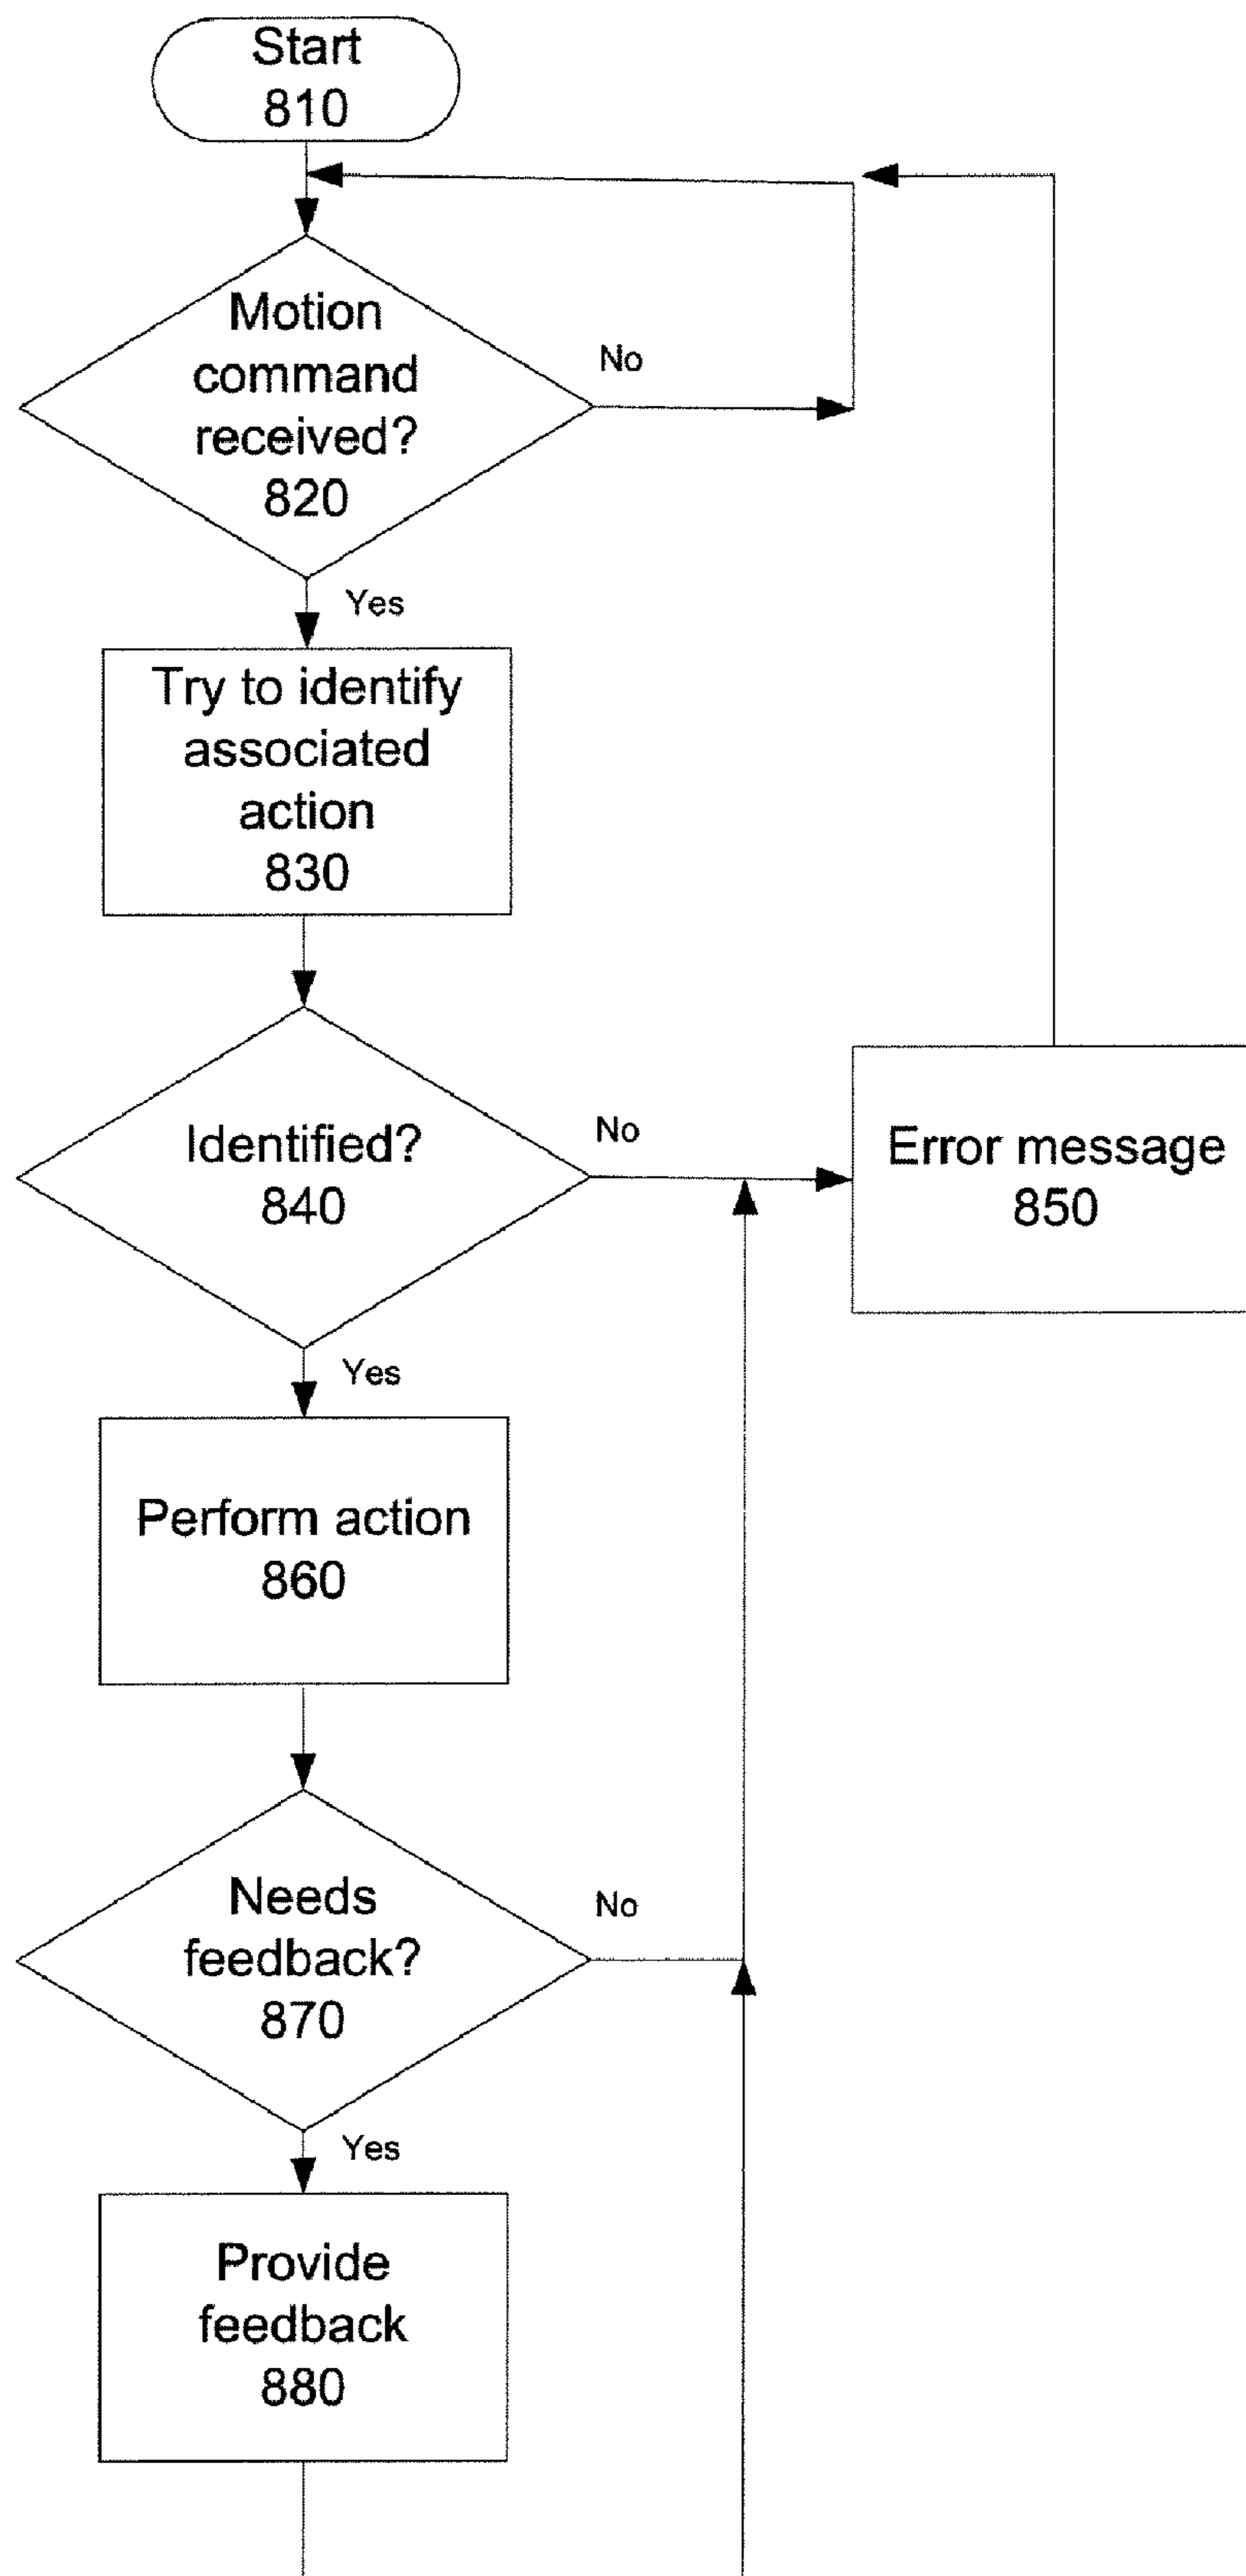 Start
810
Motion
command
received?
820
No
Yes
Try to identify
associated
action
830
Identified?
840
No
Error message
850
Yes
Perform action
860
Needs
feedback?
870
No
Yes
Provide
feedback
880